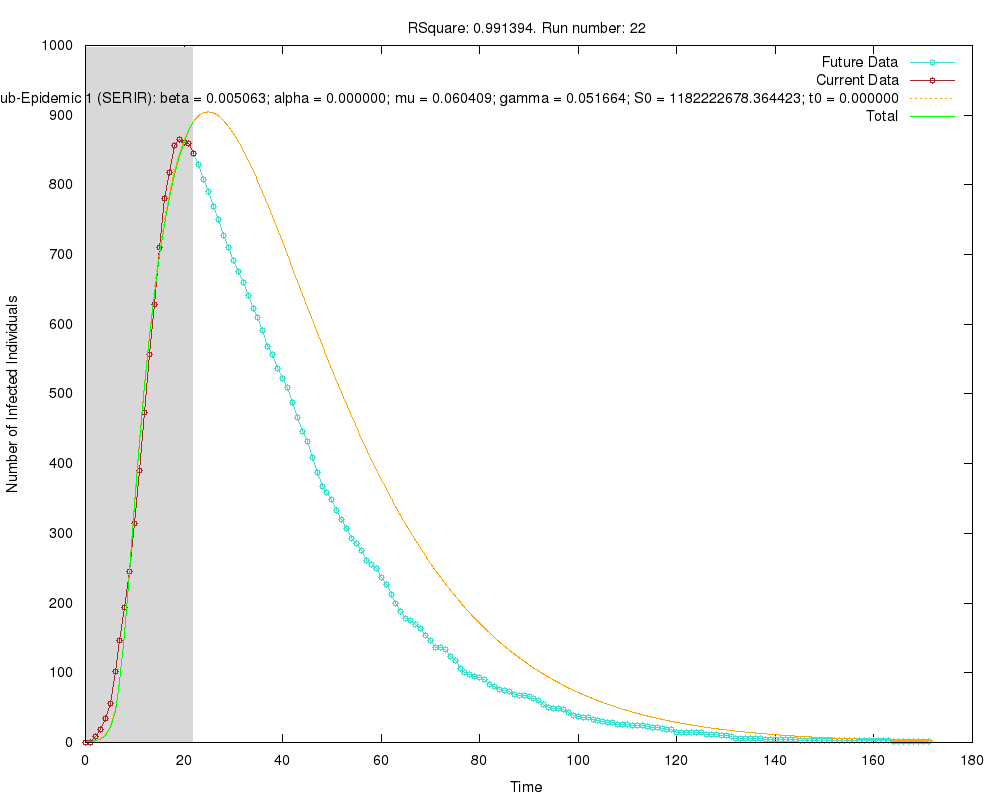 RSquare: 0.991394. Run number: 22
Future Data
Current Data
ub-Epidemic 1 (SERIR): beta = 0.005063; alpha = 0.000000; mu = 0.060409; gamma = 0.051664; S0 = 1182222678.364423; t0 = 0.000000
Total
1000
900
800
700
600
500
400
300
200
100
0
Number of Infected Individuals
0 20 40 60 80 100 120 140 160 180
Time